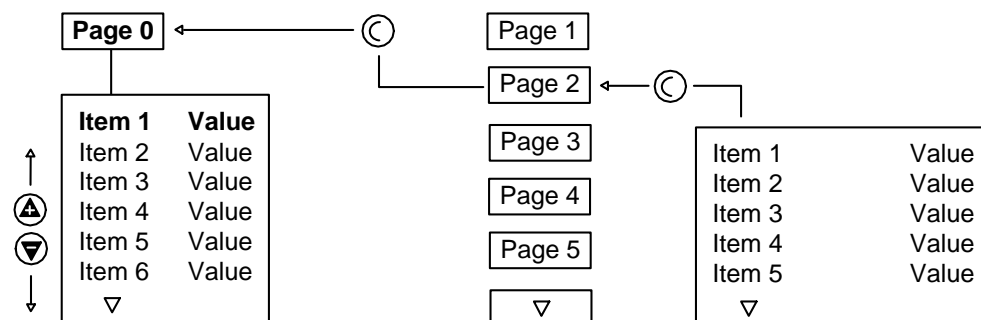 Page 0
C
Page 1
Page 2
C
Item 1 Value
Item 2 Value
Item 3 Value
Item 4 Value
Item 5 Value
Item 6 Value
+
−
Page 3
Page 4
Page 5
Item 1 Value
Item 2 Value
Item 3 Value
Item 4 Value
Item 5 Value